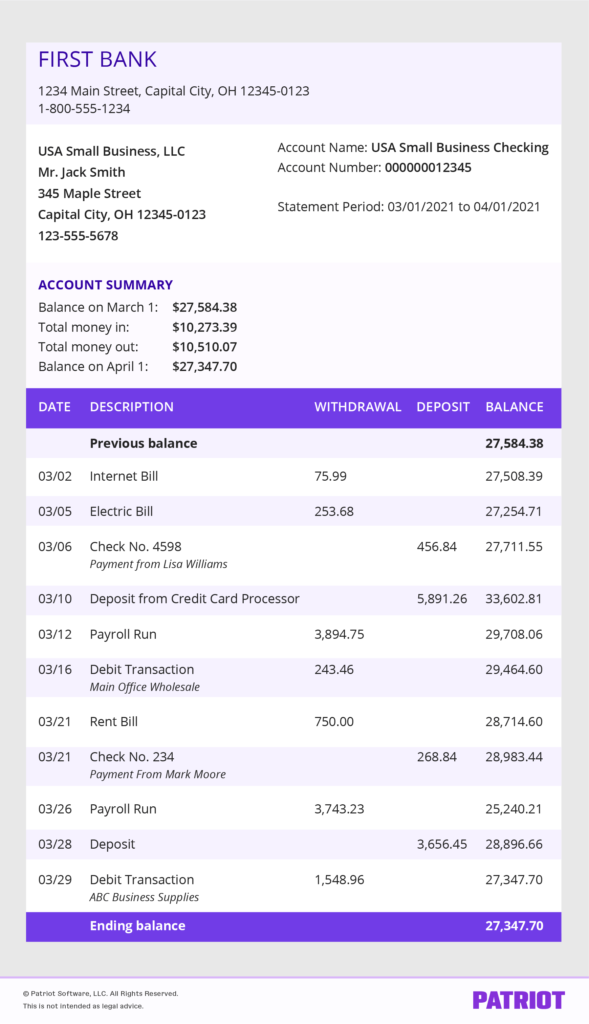 FIRST BANK
1234 Main Street, Capital City, OH 12345-0123
1-800-555-1234
USA Small Business, LLC
Mr. Jack Smith
345 Maple Street
Capital City, OH 12345-0123
123-555-5678
Account Name: USA Small Business Checking
Account Number: 000000012345
Statement Period: 03/01/2021 to 04/01/2021
ACCOUNT SUMMARY
Balance on March 1: $27,584.38
Total money in: $10,273.39
Total money out: $10,510.07
Balance on April 1: $27,347.70
DATE DESCRIPTION WITHDRAWAL DEPOSIT BALANCE
Previous balance 27,584.38
03/02 Internet Bill 75.99 27,508.39
03/05 Electric Bill 253.68 27,254.71
03/06 Check No. 4598 456.84 27,711.55
Payment from Lisa Williams
03/10 Deposit from Credit Card Processor 5,891.26 33,602.81
03/12 Payroll Run 3,894.75 29,708.06
03/16 Debit Transaction 243.46 29,464.60
Main Office Wholesale
03/21 Rent Bill 750.00 28,714.60
03/21 Check No. 234 268.84 28,983.44
Payment From Mark Moore
03/26 Payroll Run 3,743.23 25,240.21
03/28 Deposit 3,656.45 28,896.66
03/29 Debit Transaction 1,548.96 27,347.70
ABC Business Supplies
Ending balance 27,347.70
© Patriot Software, LLC. All Rights Reserved.
This is not intended as legal advice.
PATRIOT